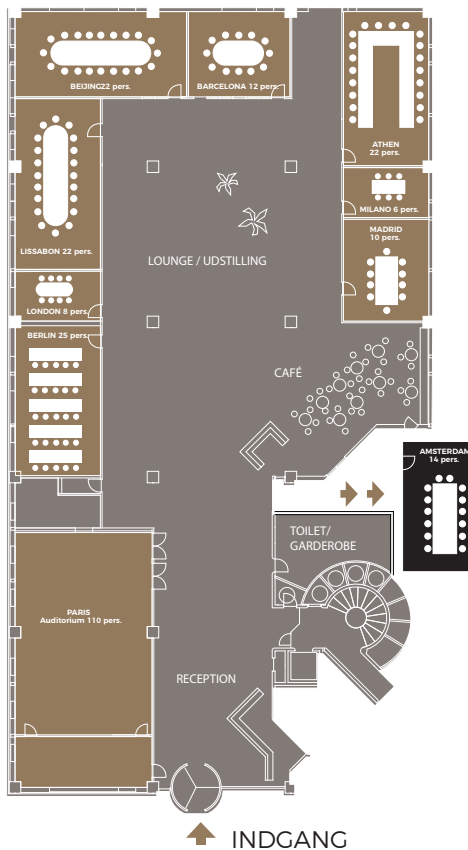 BEIJING22 pers.
BARCELONA 12 pers.
ATHEN
22 pers.
MILANO 6 pers.
MADRID
10 pers.
LISSABON 22 pers.
LOUNGE / UDSTILLING
LONDON 8 pers.
BERLIN 25 pers.
CAFÉ
AMSTERDAM
14 pers.
TOILET/
GARDEROBE
PARIS
Auditorium 110 pers.
RECEPTION
INDGANG